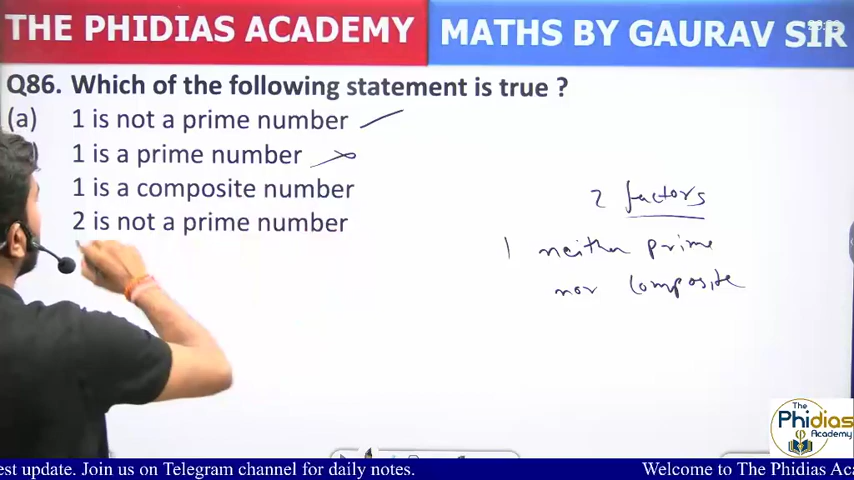 THE PHIDIAS ACADEMY
MATHS BY GAURAV SIR
Q86. Which of the following statement is true ?
(a) 1 is not a prime number
1 is a prime number
1 is a composite number
2 is not a prime number
2 factors
1 neither prime
nor composite
The
Phidias
Academy
est update. Join us on Telegram channel for daily notes.
Welcome to The Phidias Aca